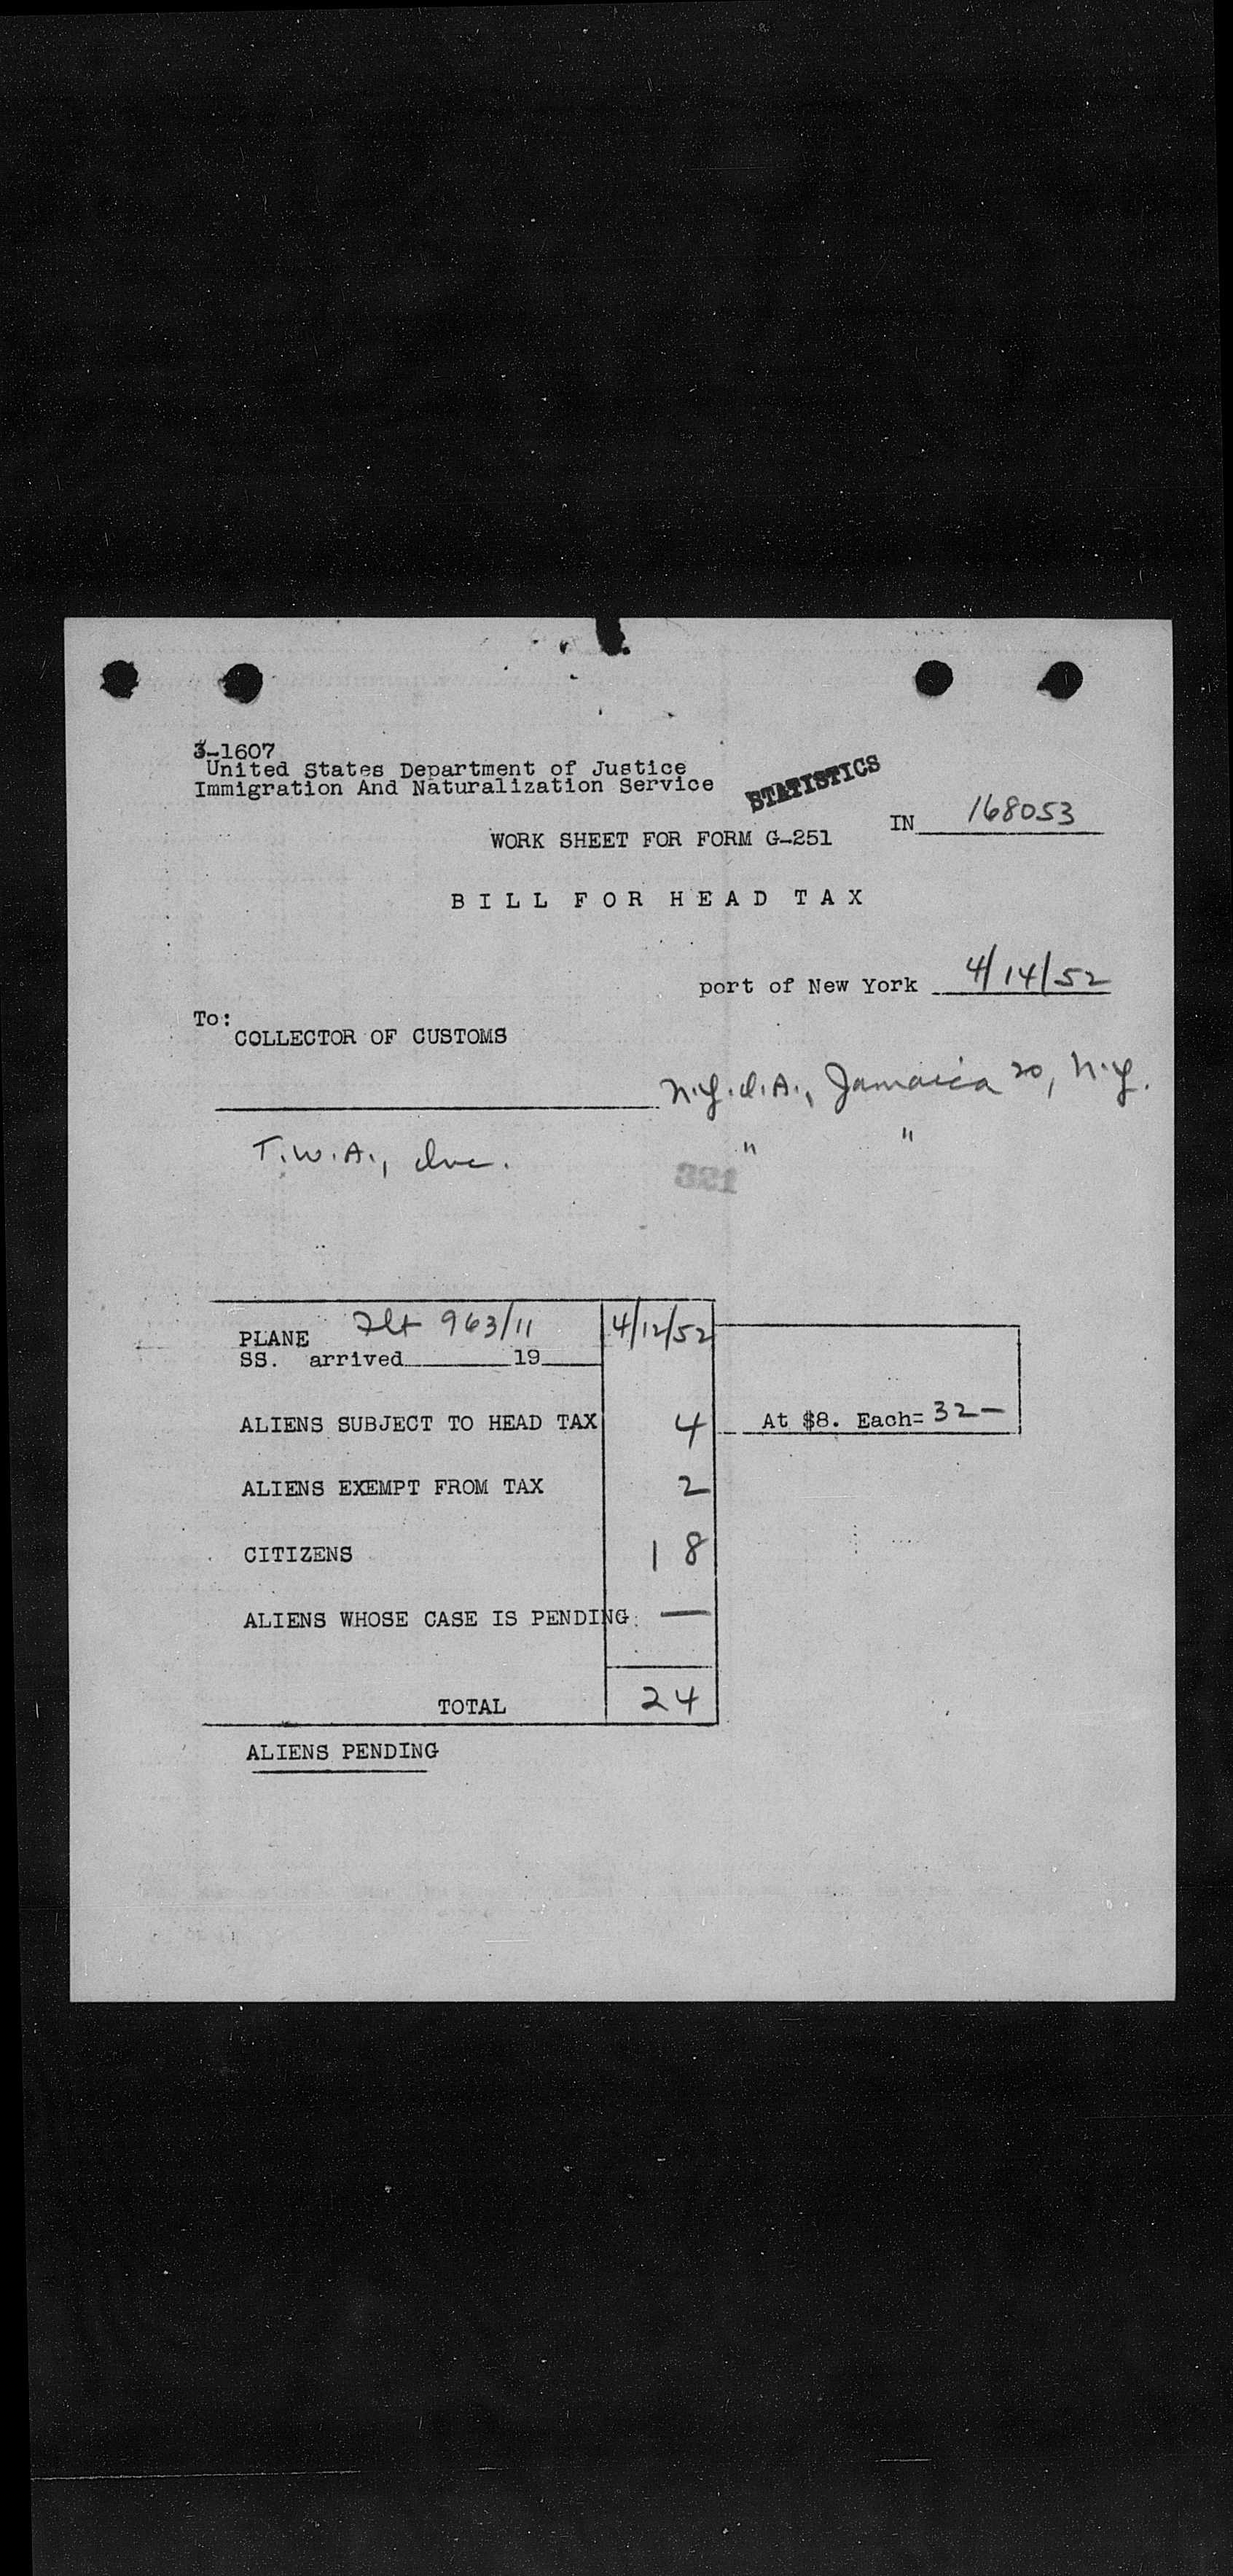 3-1607
United States Department of Justice
Immigration And Naturalization Service
STATISTICS
IN 168053
WORK SHEET FOR FORM G-251
BILL FOR HEAD TAX
port of New York 4/14/52
To:
COLLECTOR OF CUSTOMS
N.Y.I.A., Jamaica 20, N.Y.
T.W.A., Inc. " "
321
PLANE Flt 963/11 4/12/52
SS. arrived 19
ALIENS SUBJECT TO HEAD TAX 4 At $8. Each= 32—
ALIENS EXEMPT FROM TAX 2
CITIZENS 18
ALIENS WHOSE CASE IS PENDING: —
TOTAL 24
ALIENS PENDING